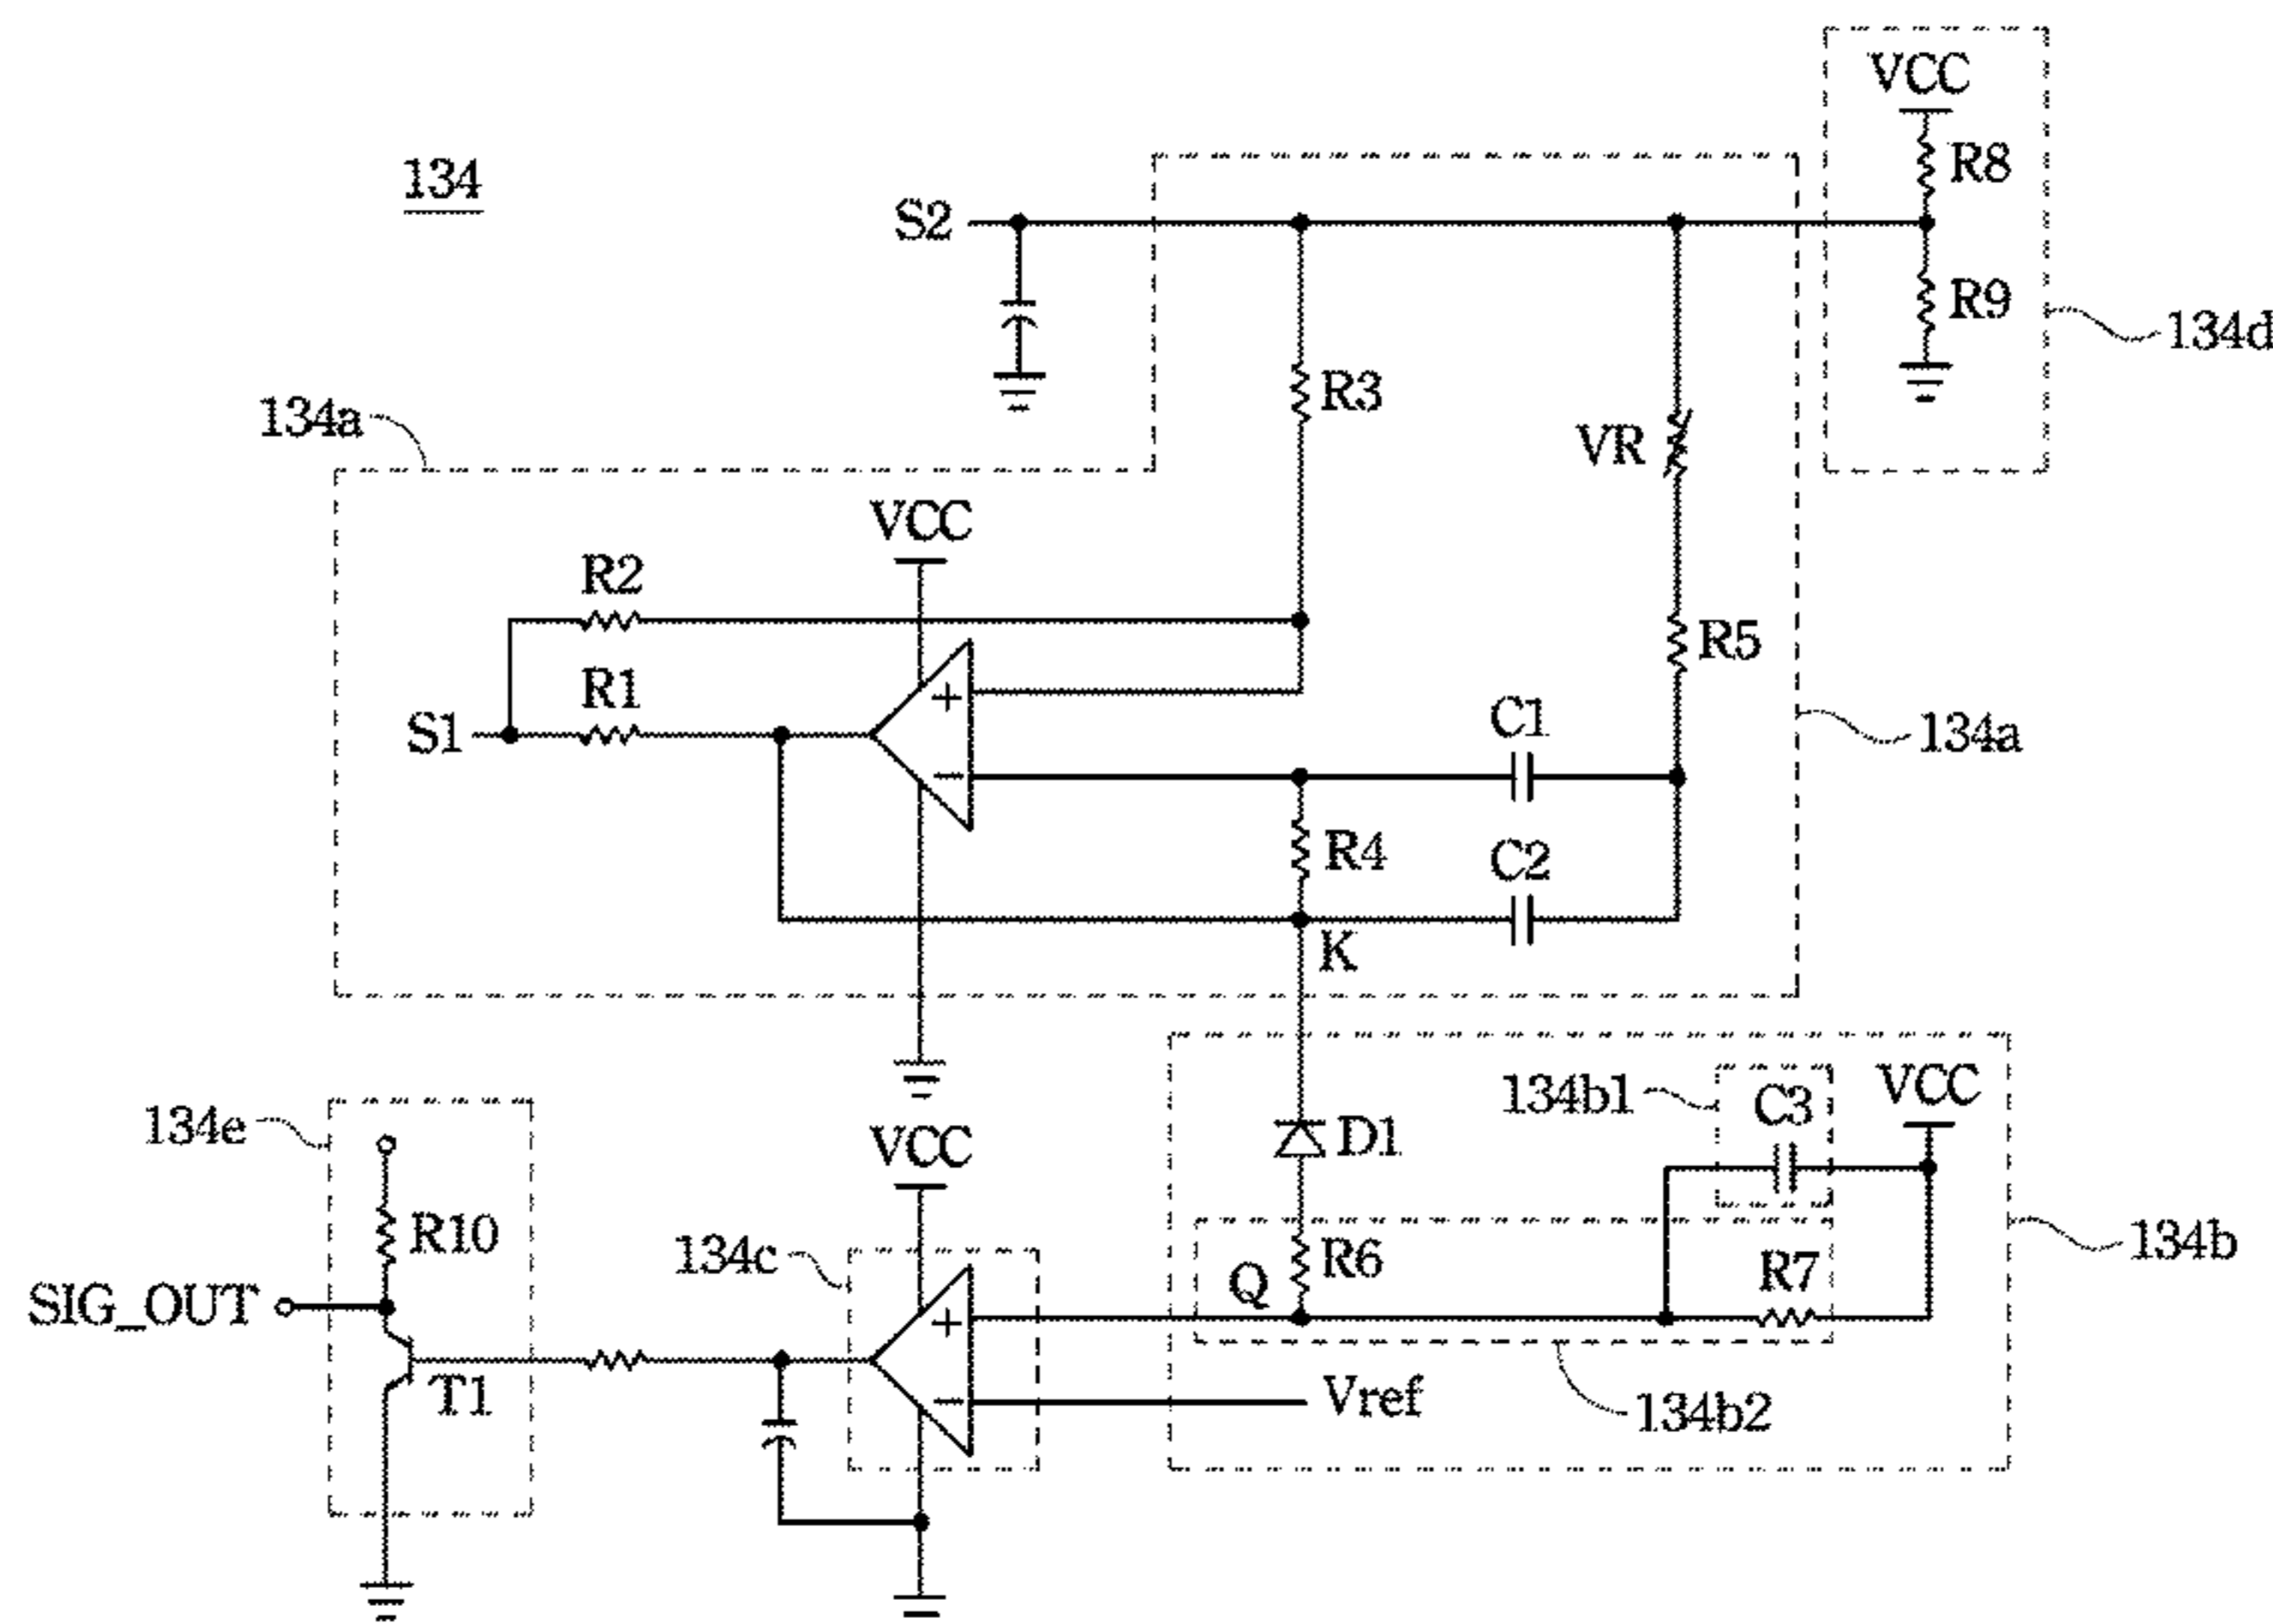 VCC
134
R8
S2
R9
134d
R3
134a
VR
VCC
R2
R5
R1
+
C1
S1
134a
−
R4
C2
K
VCC
134b1
C3
134e
D1
VCC
R10
134c
R6
134b
Q
R7
SIG_OUT
+
T1
−
Vref
134b2